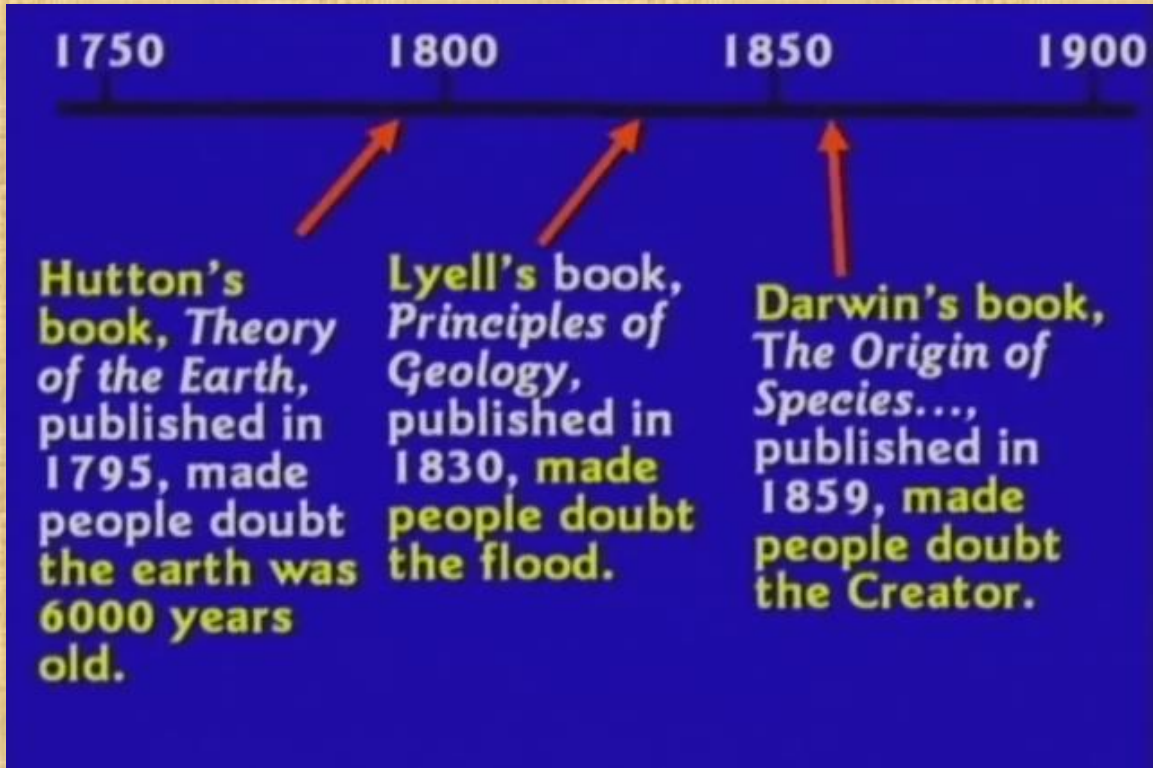 1750 1800 1850 1900
Hutton's
book, Theory
of the Earth,
published in
1795, made
people doubt
the earth was
6000 years
old.
Lyell's book,
Principles of
Geology,
published in
1830, made
people doubt
the flood.
Darwin's book,
The Origin of
Species...,
published in
1859, made
people doubt
the Creator.